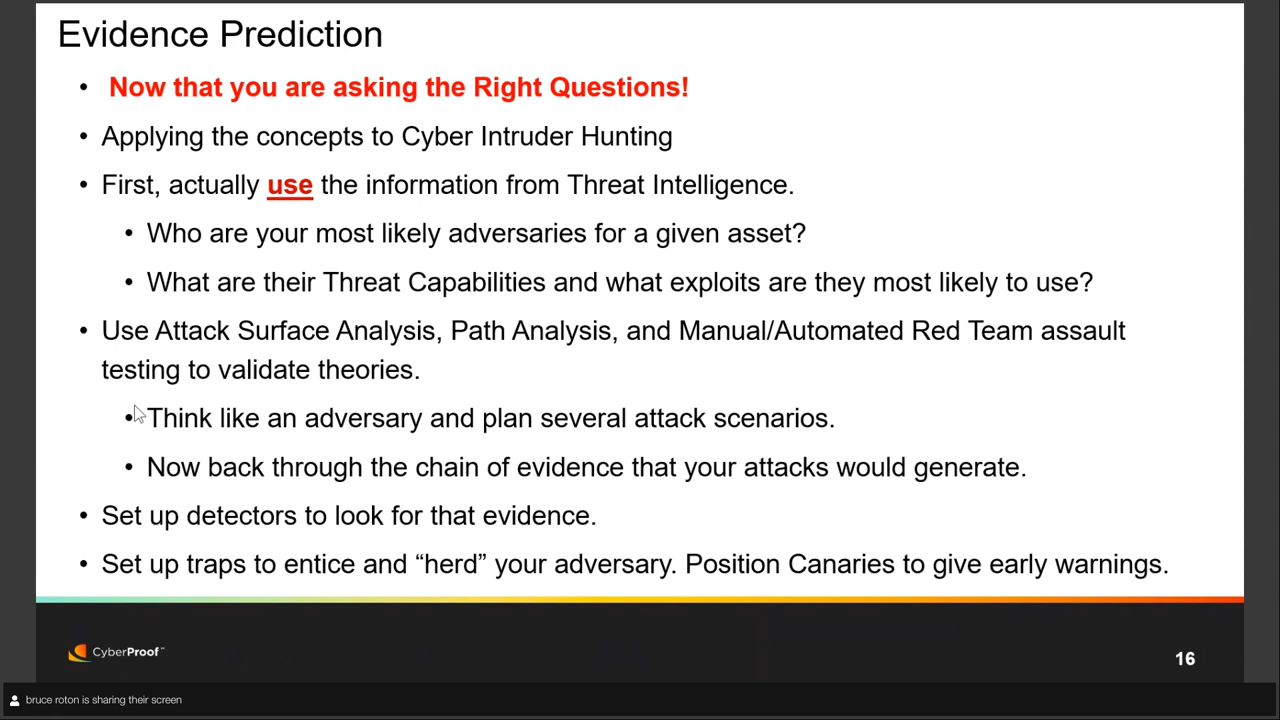 Evidence Prediction
• Now that you are asking the Right Questions!
• Applying the concepts to Cyber Intruder Hunting
• First, actually use the information from Threat Intelligence.
• Who are your most likely adversaries for a given asset?
• What are their Threat Capabilities and what exploits are they most likely to use?
• Use Attack Surface Analysis, Path Analysis, and Manual/Automated Red Team assault
testing to validate theories.
• Think like an adversary and plan several attack scenarios.
• Now back through the chain of evidence that your attacks would generate.
• Set up detectors to look for that evidence.
• Set up traps to entice and “herd” your adversary. Position Canaries to give early warnings.
CyberProof™
16
bruce roton is sharing their screen